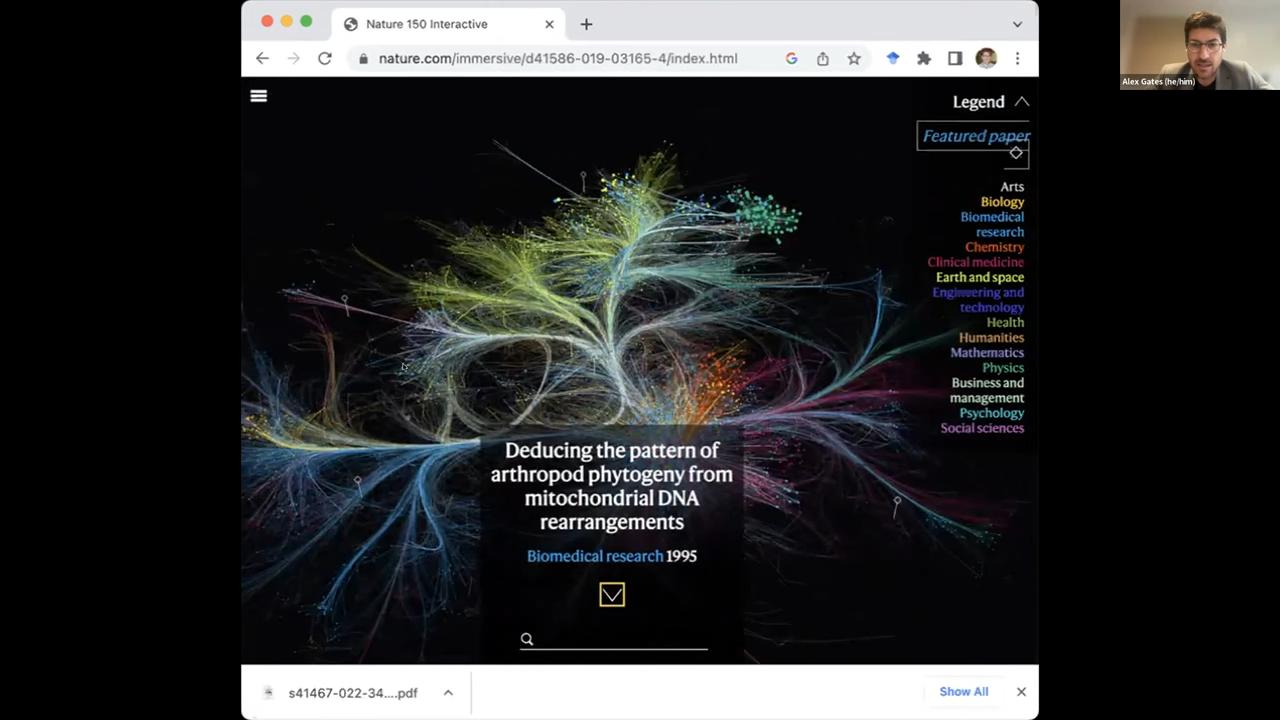 Nature 150 Interactive
nature.com/immersive/d41586-019-03165-4/index.html
Alex Gates (he/him)
Legend
Featured paper
Arts
Biology
Biomedical
research
Chemistry
Clinical medicine
Earth and space
Engineering and
technology
Health
Humanities
Mathematics
Physics
Business and
management
Psychology
Social sciences
Deducing the pattern of
arthropod phytogeny from
mitochondrial DNA
rearrangements
Biomedical research 1995
s41467-022-34....pdf
Show All